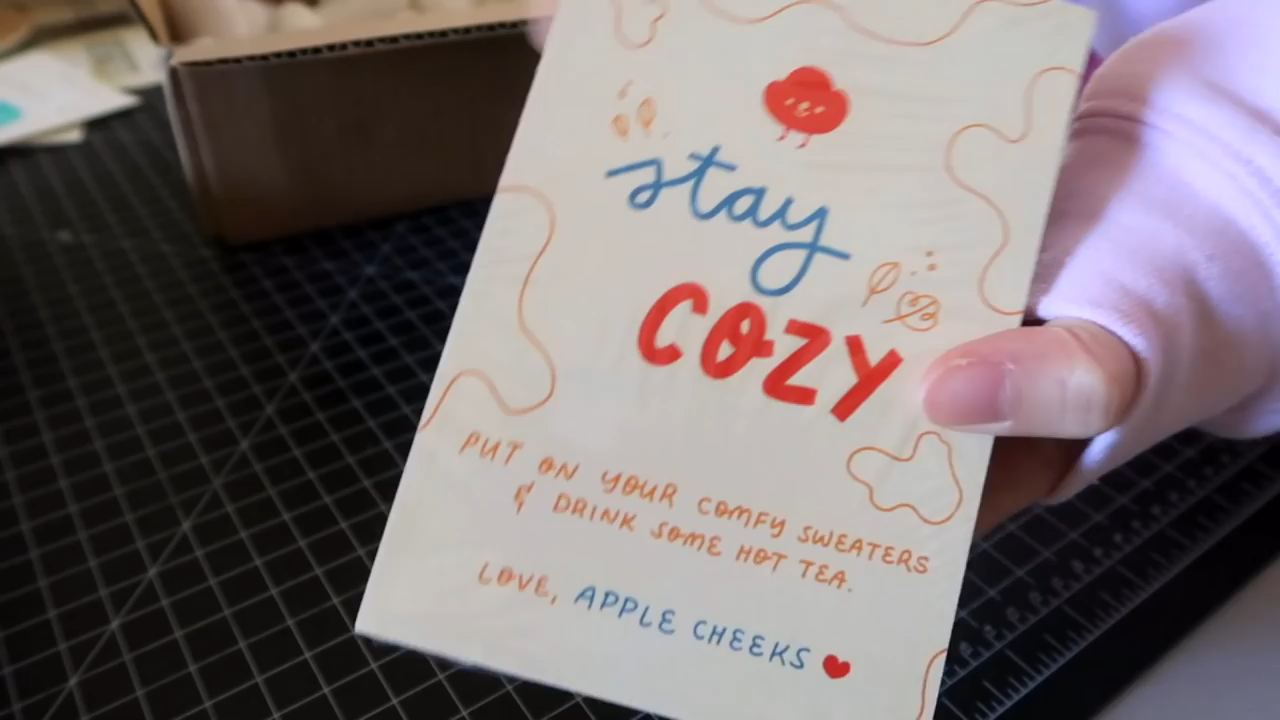 stay
COZY
PUT ON YOUR COMFY SWEATERS
& DRINK SOME HOT TEA.
LOVE, APPLE CHEEKS